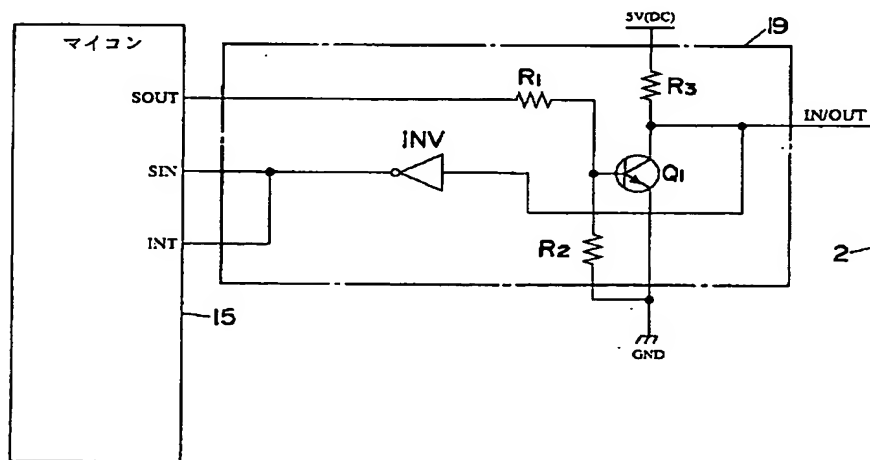 5V(DC)
19
マイコン
SOUT
R1
R3
IN/OUT
INV
SIN
Q1
INT
R2
2
15
GND